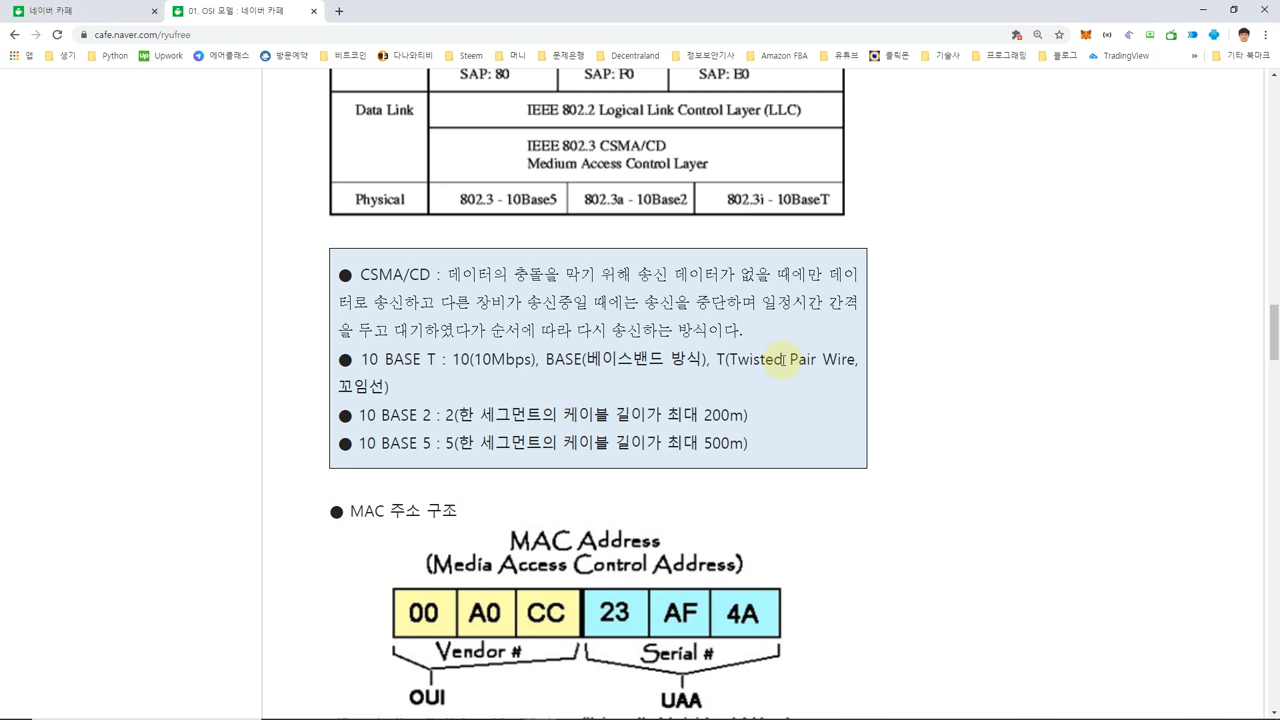 네이버 카페
01. OSI 모델 : 네이버 카페
cafe.naver.com/ryufree
앱 생기 Python Upwork 에어클래스 방문예약 비트코인 다나와티비 Steem 머니 문제은행 Decentraland 정보보안기사 Amazon FBA 유튜브 클릭몬 기술사 프로그래밍 블로그 TradingView » 기타 북마크
SAP: 80 SAP: F0 SAP: E0
Data Link IEEE 802.2 Logical Link Control Layer (LLC)
IEEE 802.3 CSMA/CD
Medium Access Control Layer
Physical 802.3 - 10Base5 802.3a - 10Base2 802.3i - 10BaseT
● CSMA/CD : 데이터의 충돌을 막기 위해 송신 데이터가 없을 때에만 데이
터로 송신하고 다른 장비가 송신중일 때에는 송신을 중단하며 일정시간 간격
을 두고 대기하였다가 순서에 따라 다시 송신하는 방식이다.
● 10 BASE T : 10(10Mbps), BASE(베이스밴드 방식), T(Twisted Pair Wire,
꼬임선)
● 10 BASE 2 : 2(한 세그먼트의 케이블 길이가 최대 200m)
● 10 BASE 5 : 5(한 세그먼트의 케이블 길이가 최대 500m)
● MAC 주소 구조
MAC Address
(Media Access Control Address)
00 A0 CC 23 AF 4A
Vendor # Serial #
OUI UAA